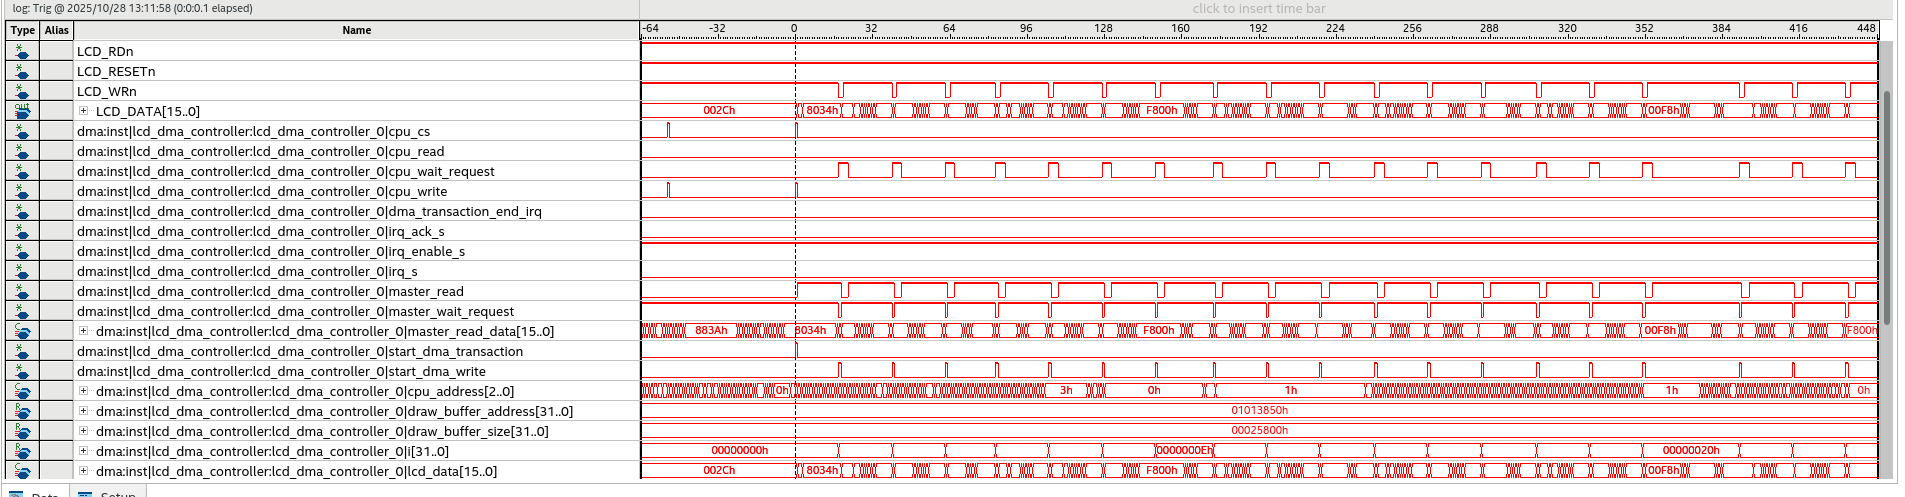 log: Trig @ 2025/10/28 13:11:58 (0:0:0.1 elapsed) click to insert time bar
Type Alias Name -64 -32 0 32 64 96 128 160 192 224 256 288 320 352 384 416 448
LCD_RDn
LCD_RESETn
LCD_WRn
LCD_DATA[15..0] 002Ch 8034h F800h 00F8h
dma:inst|lcd_dma_controller:lcd_dma_controller_0|cpu_cs
dma:inst|lcd_dma_controller:lcd_dma_controller_0|cpu_read
dma:inst|lcd_dma_controller:lcd_dma_controller_0|cpu_wait_request
dma:inst|lcd_dma_controller:lcd_dma_controller_0|cpu_write
dma:inst|lcd_dma_controller:lcd_dma_controller_0|dma_transaction_end_irq
dma:inst|lcd_dma_controller:lcd_dma_controller_0|irq_ack_s
dma:inst|lcd_dma_controller:lcd_dma_controller_0|irq_enable_s
dma:inst|lcd_dma_controller:lcd_dma_controller_0|irq_s
dma:inst|lcd_dma_controller:lcd_dma_controller_0|master_read
dma:inst|lcd_dma_controller:lcd_dma_controller_0|master_wait_request
dma:inst|lcd_dma_controller:lcd_dma_controller_0|master_read_data[15..0] 883Ah 8034h F800h 00F8h F800h
dma:inst|lcd_dma_controller:lcd_dma_controller_0|start_dma_transaction
dma:inst|lcd_dma_controller:lcd_dma_controller_0|start_dma_write
dma:inst|lcd_dma_controller:lcd_dma_controller_0|cpu_address[2..0] 0h 3h 0h 1h 1h 0h
dma:inst|lcd_dma_controller:lcd_dma_controller_0|draw_buffer_address[31..0] 01013850h
dma:inst|lcd_dma_controller:lcd_dma_controller_0|draw_buffer_size[31..0] 00025800h
dma:inst|lcd_dma_controller:lcd_dma_controller_0|i[31..0] 00000000h 0000000Eh 00000020h
dma:inst|lcd_dma_controller:lcd_dma_controller_0|lcd_data[15..0] 002Ch 8034h F800h 00F8h